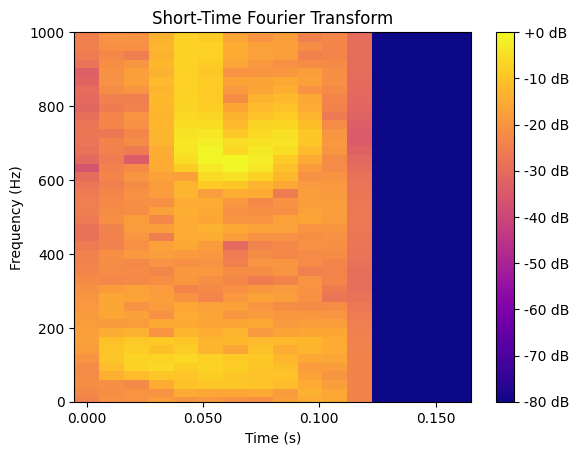 Short-Time Fourier Transform
1000
800
600
400
200
0
Frequency (Hz)
0.000
0.050
0.100
0.150
Time (s)
+0 dB
-10 dB
-20 dB
-30 dB
-40 dB
-50 dB
-60 dB
-70 dB
-80 dB